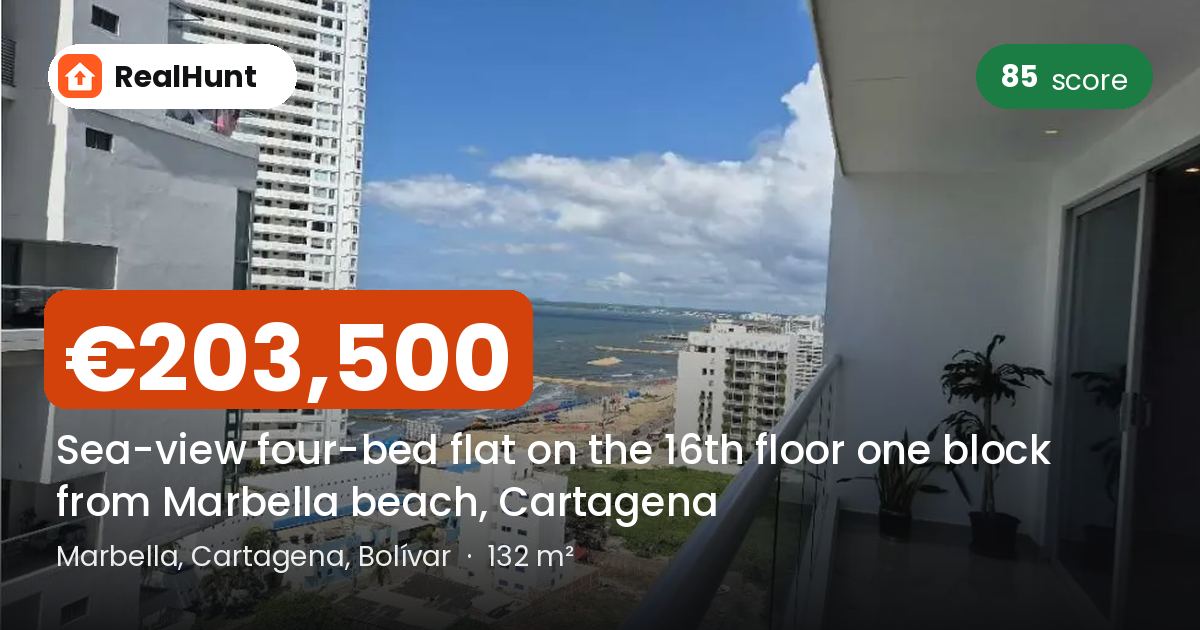 RealHunt
85 score
€203,500
Sea-view four-bed flat on the 16th floor one block
from Marbella beach, Cartagena
Marbella, Cartagena, Bolívar · 132 m²